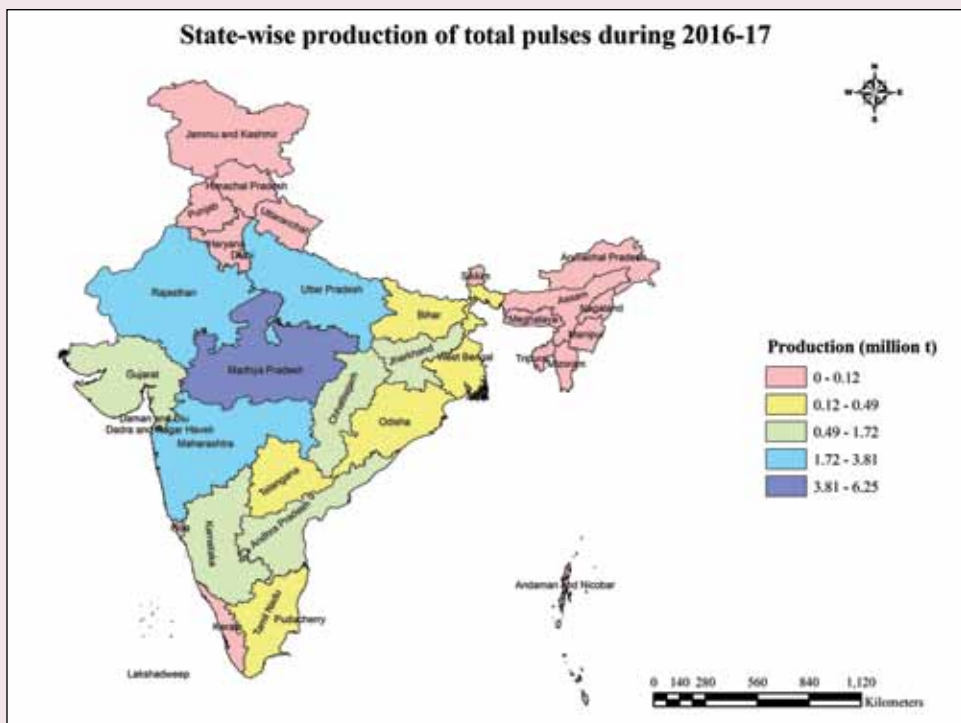 State-wise production of total pulses during 2016-17
N
W E
S
Jammu and Kashmir
Himachal Pradesh
Punjab
Uttaranchal
Haryana
Delhi
Rajasthan
Uttar Pradesh
Sikkim
Arunachal Pradesh
Assam
Nagaland
Meghalaya
Manipur
Tripura
Mizoram
Bihar
Jharkhand
West Bengal
Gujarat
Madhya Pradesh
Chhattisgarh
Daman and Diu
Dadra and Nagar Haveli
Maharashtra
Odisha
Telangana
Goa
Karnataka
Andhra Pradesh
Kerala
Tamil Nadu
Puducherry
Lakshadweep
Andaman and Nicobar
Production (million t)
0 - 0.12
0.12 - 0.49
0.49 - 1.72
1.72 - 3.81
3.81 - 6.25
0 140 280 560 840 1,120
Kilometers